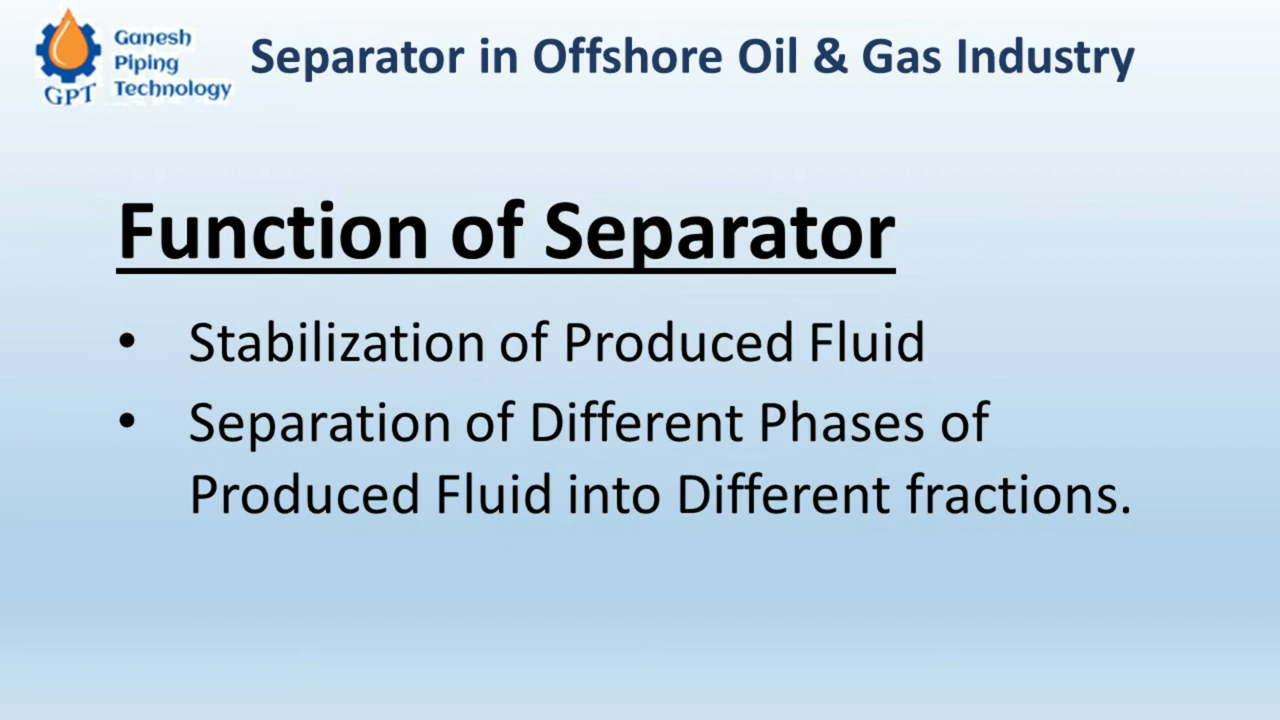 Ganesh
Piping
Technology
GPT
Separator in Offshore Oil & Gas Industry
Function of Separator
• Stabilization of Produced Fluid
• Separation of Different Phases of
Produced Fluid into Different fractions.